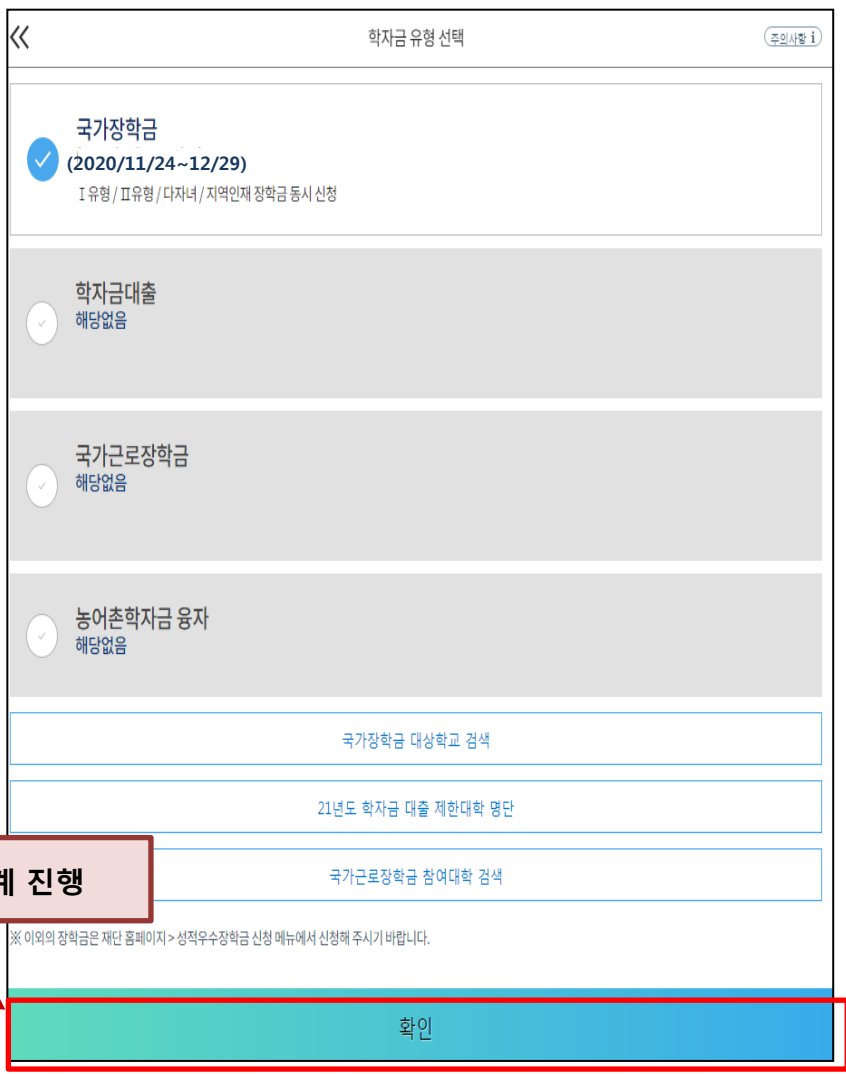 학자금 유형 선택
주의사항 i
국가장학금
(2020/11/24~12/29)
I 유형 / II유형 / 다자녀 / 지역인재 장학금 동시 신청
학자금대출
해당없음
국가근로장학금
해당없음
농어촌학자금 융자
해당없음
국가장학금 대상학교 검색
21년도 학자금 대출 제한대학 명단
계 진행
국가근로장학금 참여대학 검색
※ 이외의 장학금은 재단 홈페이지 > 성적우수장학금 신청 메뉴에서 신청해 주시기 바랍니다.
확인